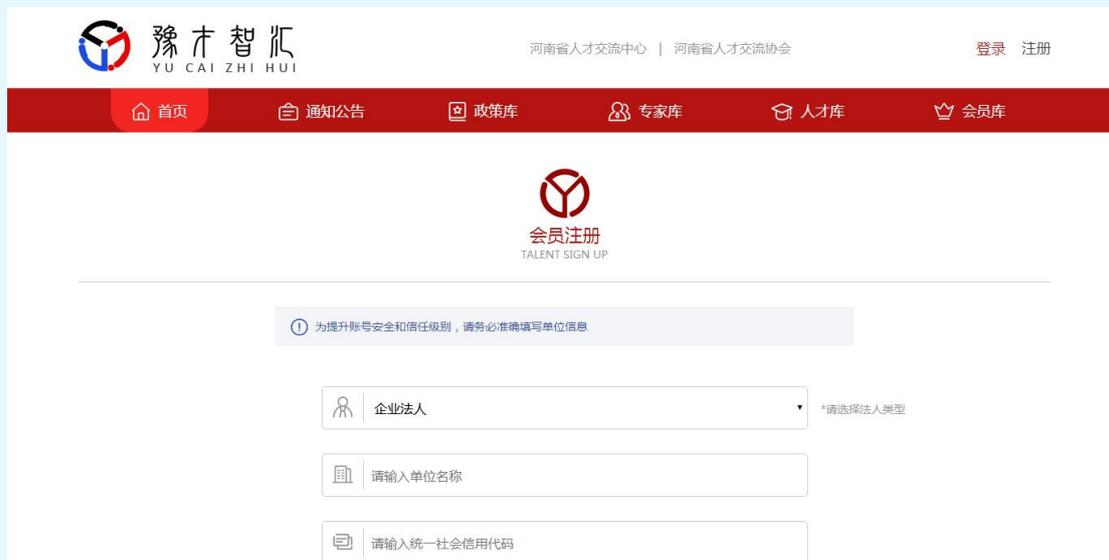 豫才智汇
YU CAI ZHI HUI
河南省人才交流中心 | 河南省人才交流协会
登录 注册
首页 通知公告 政策库 专家库 人才库 会员库
会员注册
TALENT SIGN UP
为提升账号安全和信任级别，请务必准确填写单位信息
企业法人 *请选择法人类型
请输入单位名称
请输入统一社会信用代码